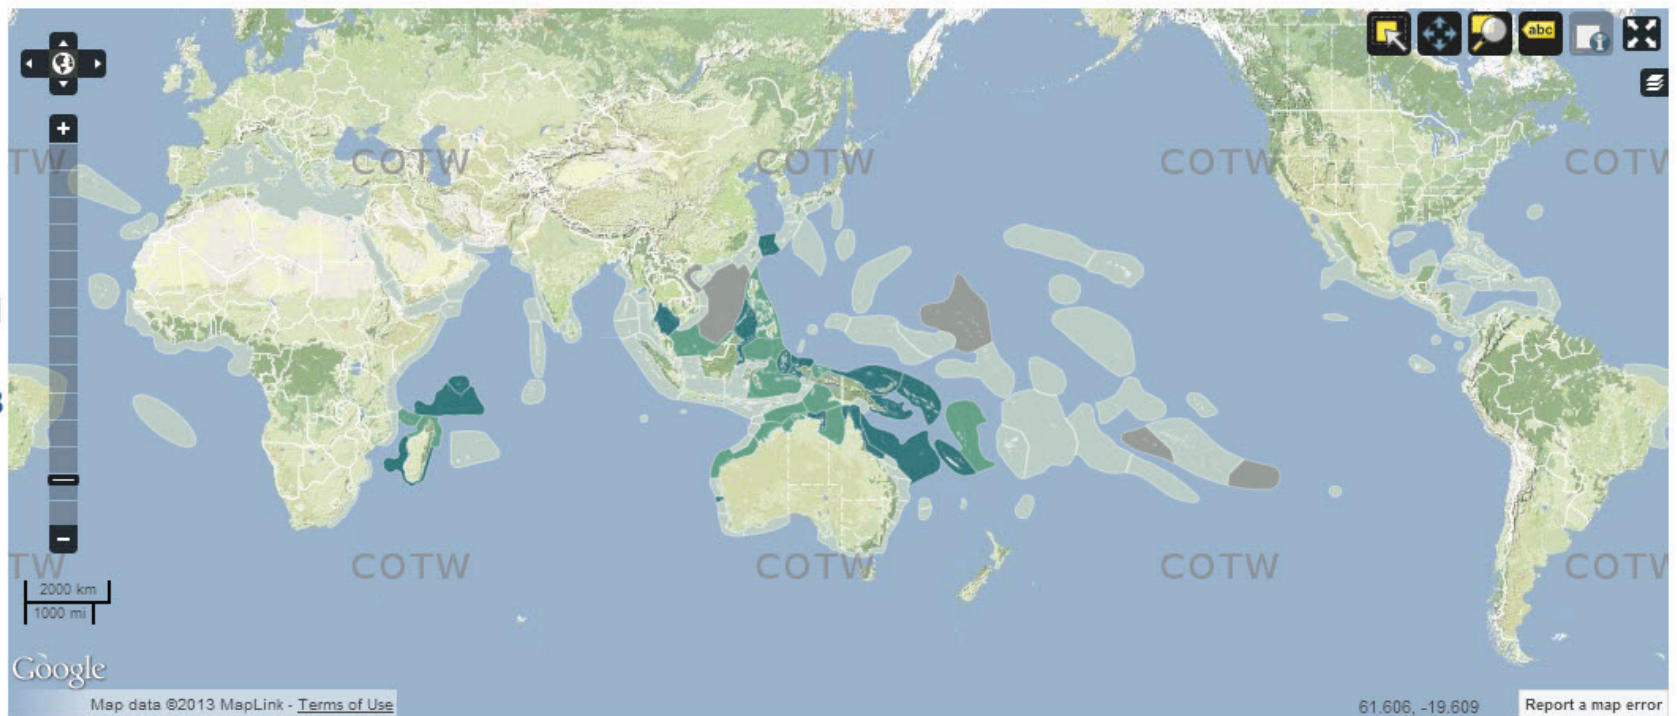 abc
TW COTW COTW COTW COTW
TW COTW COTW COTW COTW
2000 km
1000 mi
Google
Map data ©2013 MapLink - Terms of Use
61.606, -19.609
Report a map error